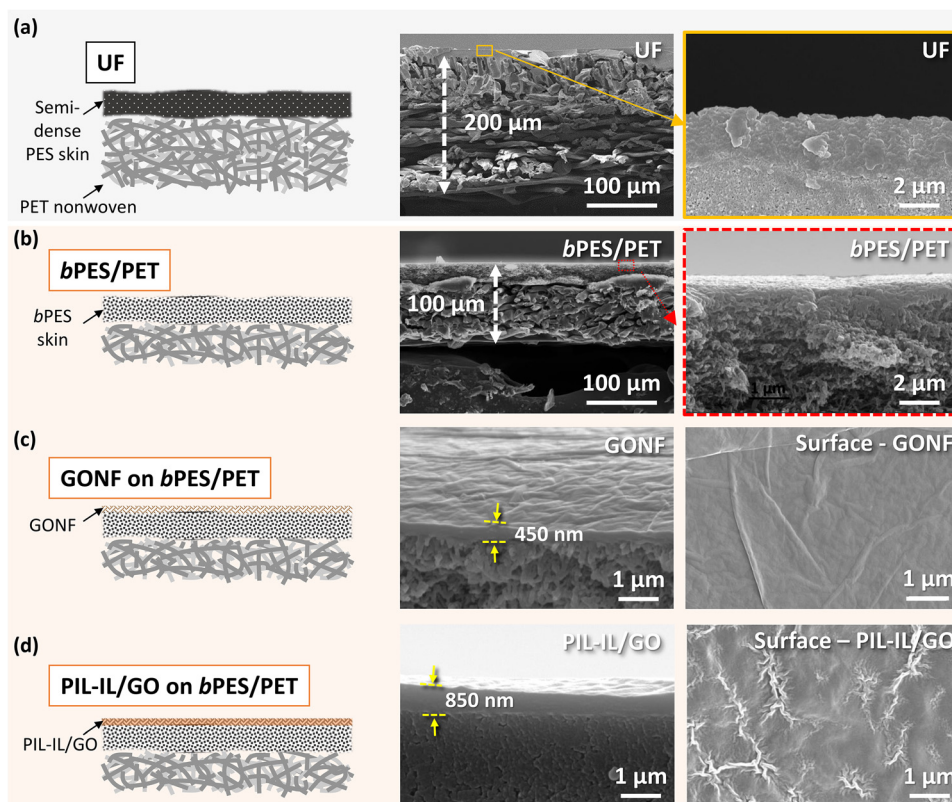 (a)
UF
Semi-
dense
PES skin
PET nonwoven
UF
200 µm
100 µm
UF
2 µm
(b)
bPES/PET
bPES
skin
bPES/PET
100 µm
100 µm
bPES/PET
1 µm
2 µm
(c)
GONF on bPES/PET
GONF
GONF
450 nm
1 µm
Surface - GONF
1 µm
(d)
PIL-IL/GO on bPES/PET
PIL-IL/GO
PIL-IL/GO
850 nm
1 µm
Surface – PIL-IL/GO
1 µm